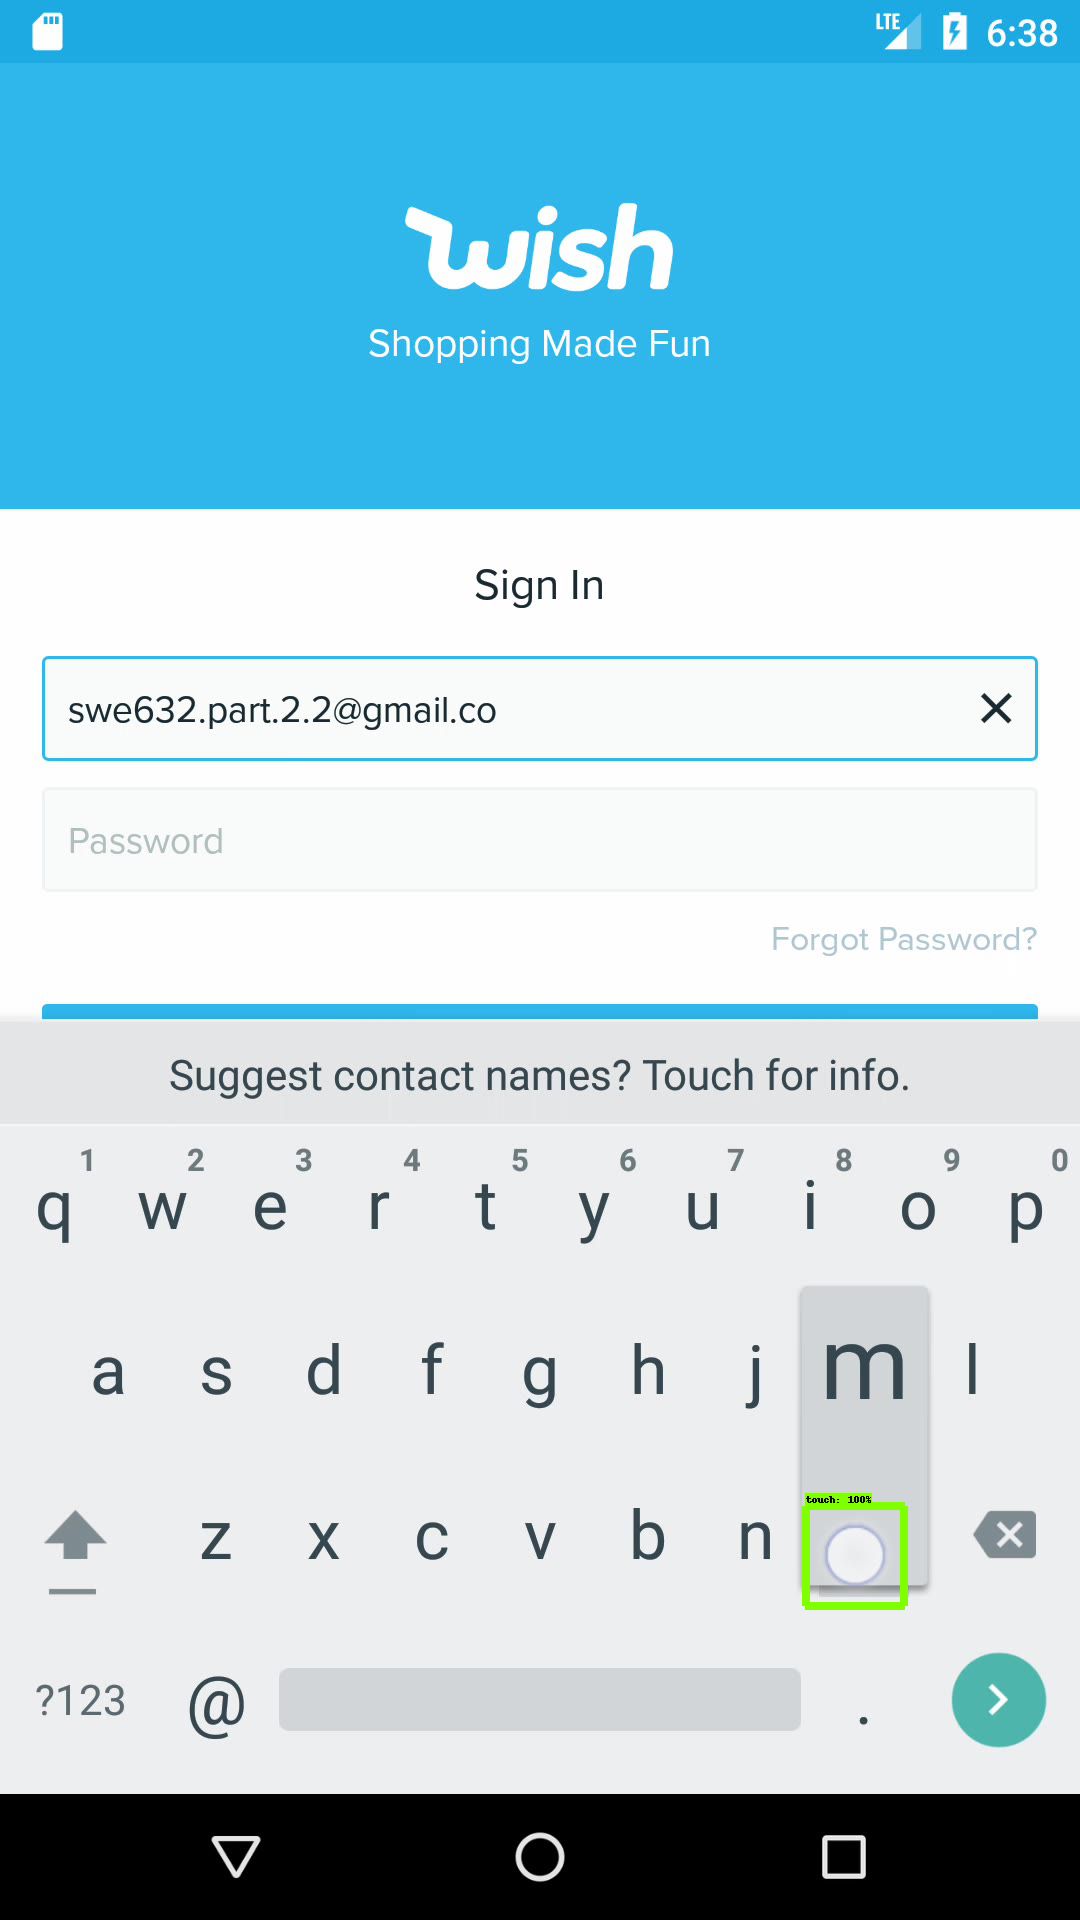 LTE 6:38
wish
Shopping Made Fun
Sign In
swe632.part.2.2@gmail.co
Password
Forgot Password?
Suggest contact names? Touch for info.
1 2 3 4 5 6 7 8 9 0
q w e r t y u i o p
a s d f g h j m l
touch: 100%
z x c v b n
?123 @ .